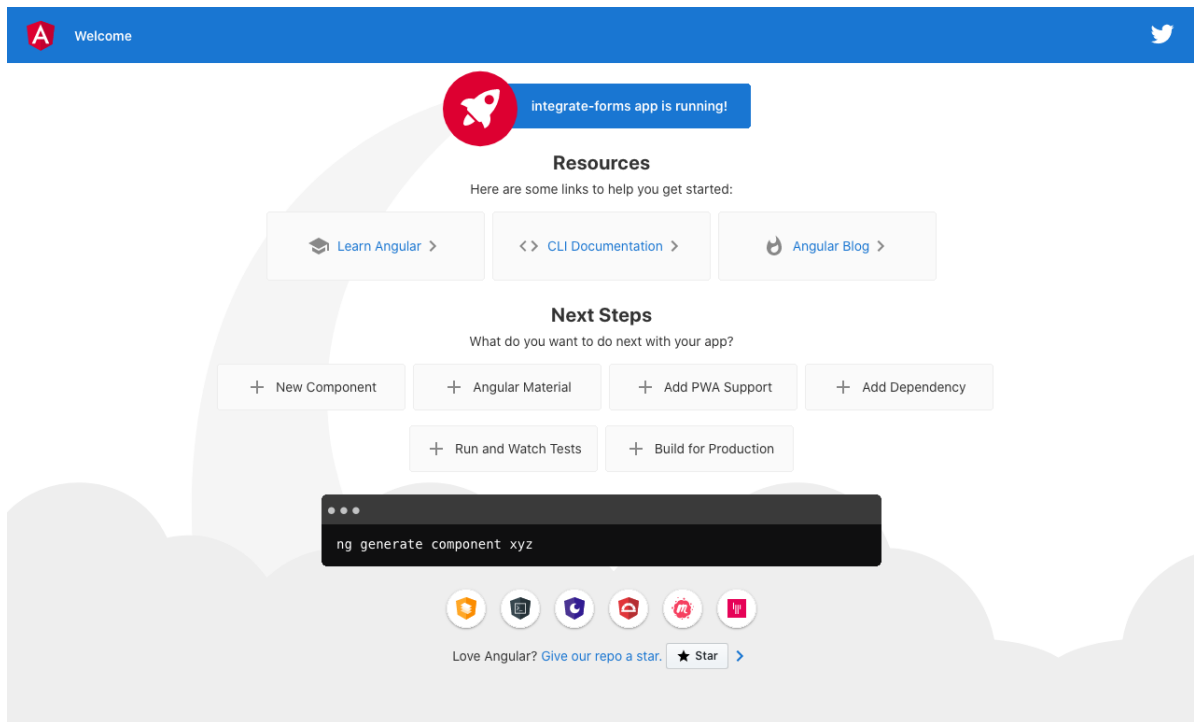 Welcome
integrate-forms app is running!
Resources
Here are some links to help you get started:
Learn Angular
CLI Documentation
Angular Blog
Next Steps
What do you want to do next with your app?
New Component
Angular Material
Add PWA Support
Add Dependency
Run and Watch Tests
Build for Production
ng generate component xyz
Love Angular? Give our repo a star. Star